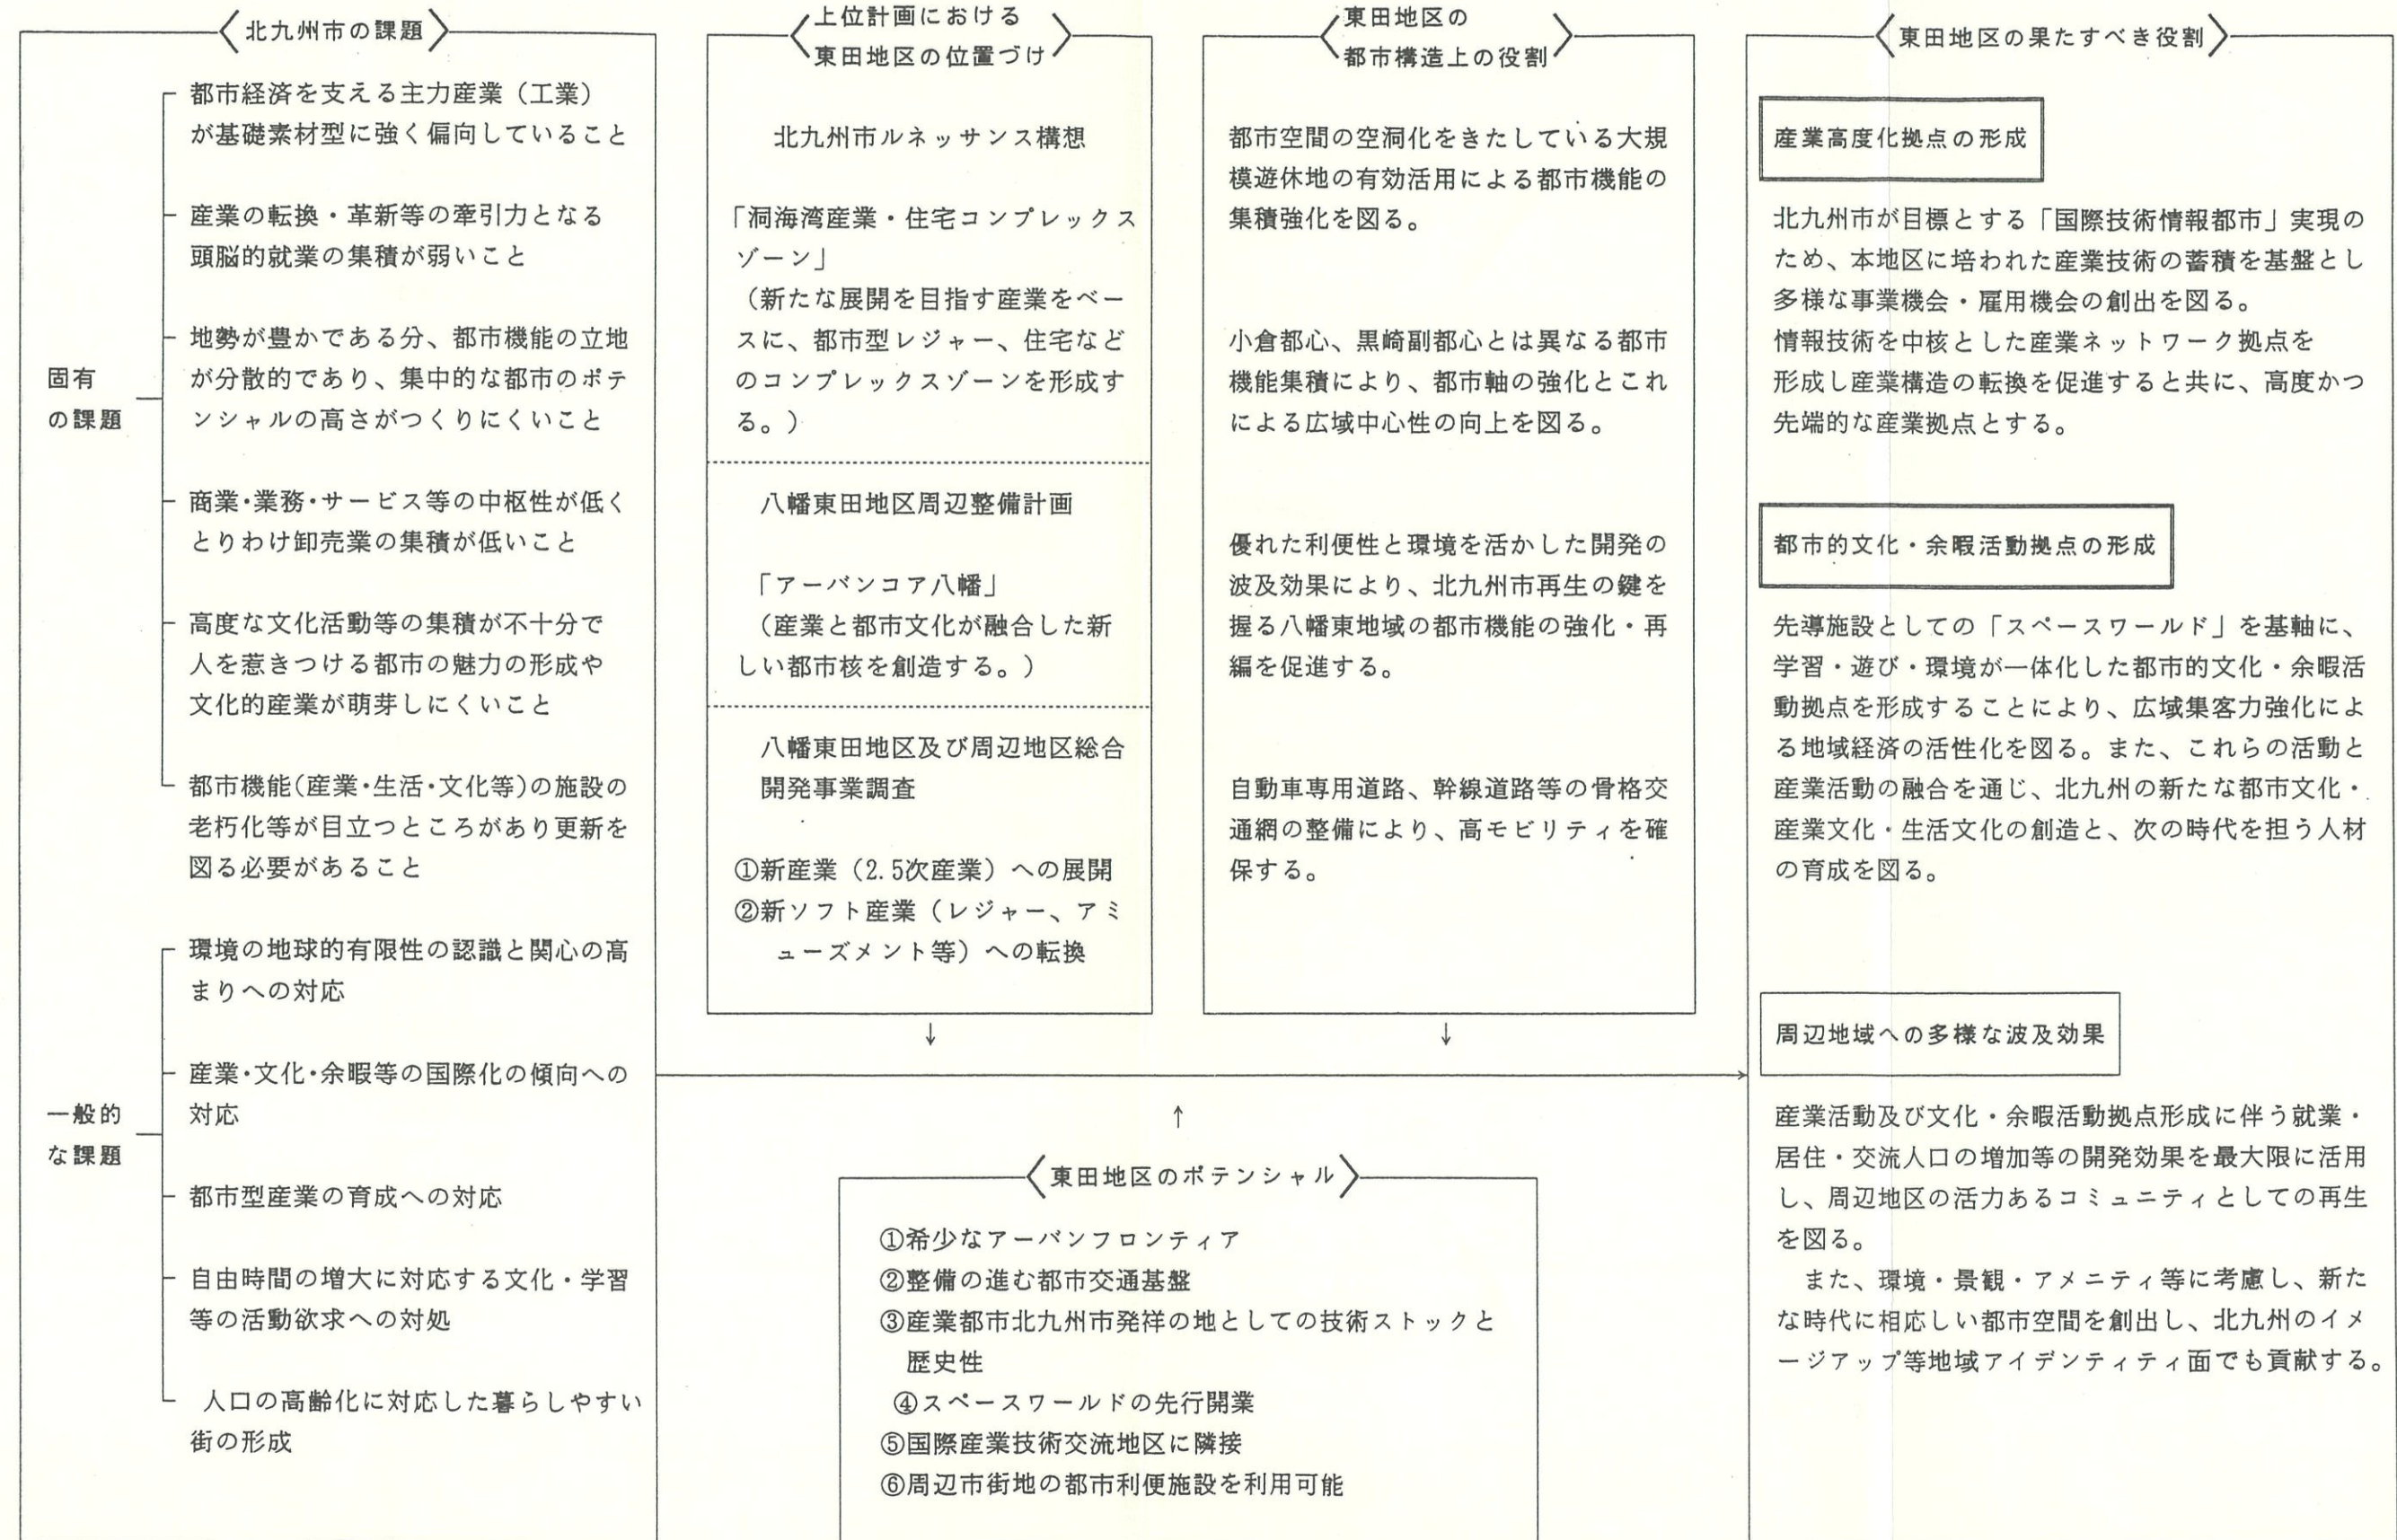 北九州市の課題
固有
の課題
都市経済を支える主力産業（工業）
が基礎素材型に強く偏向していること
産業の転換・革新等の牽引力となる
頭脳的就業の集積が弱いこと
地勢が豊かである分、都市機能の立地
が分散的であり、集中的な都市のポテ
ンシャルの高さがつくりにくいこと
商業・業務・サービス等の中枢性が低く
とりわけ卸売業の集積が低いこと
高度な文化活動等の集積が不十分で
人を惹きつける都市の魅力の形成や
文化的産業が萌芽しにくいこと
都市機能（産業・生活・文化等）の施設の
老朽化等が目立つところがあり更新を
図る必要があること
一般的
な課題
環境の地球的有限性の認識と関心の高
まりへの対応
産業・文化・余暇等の国際化の傾向への
対応
都市型産業の育成への対応
自由時間の増大に対応する文化・学習
等の活動欲求への対処
人口の高齢化に対応した暮らしやすい
街の形成
上位計画における
東田地区の位置づけ
北九州市ルネッサンス構想
「洞海湾産業・住宅コンプレックス
ゾーン」
（新たな展開を目指す産業をベー
スに、都市型レジャー、住宅など
のコンプレックスゾーンを形成す
る。）
八幡東田地区周辺整備計画
「アーバンコア八幡」
（産業と都市文化が融合した新
しい都市核を創造する。）
八幡東田地区及び周辺地区総合
開発事業調査
①新産業（2.5次産業）への展開
②新ソフト産業（レジャー、アミ
ューズメント等）への転換
↓
東田地区の
都市構造上の役割
都市空間の空洞化をきたしている大規
模遊休地の有効活用による都市機能の
集積強化を図る。
小倉都心、黒崎副都心とは異なる都市
機能集積により、都市軸の強化とこれ
による広域中心性の向上を図る。
優れた利便性と環境を活かした開発の
波及効果により、北九州市再生の鍵を
握る八幡東地域の都市機能の強化・再
編を促進する。
自動車専用道路、幹線道路等の骨格交
通網の整備により、高モビリティを確
保する。
↓
↑
東田地区のポテンシャル
①希少なアーバンフロンティア
②整備の進む都市交通基盤
③産業都市北九州市発祥の地としての技術ストックと
歴史性
④スペースワールドの先行開業
⑤国際産業技術交流地区に隣接
⑥周辺市街地の都市利便施設を利用可能
東田地区の果たすべき役割
産業高度化拠点の形成
北九州市が目標とする「国際技術情報都市」実現の
ため、本地区に培われた産業技術の蓄積を基盤とし
多様な事業機会・雇用機会の創出を図る。
情報技術を中核とした産業ネットワーク拠点を
形成し産業構造の転換を促進すると共に、高度かつ
先端的な産業拠点とする。
都市的文化・余暇活動拠点の形成
先導施設としての「スペースワールド」を基軸に、
学習・遊び・環境が一体化した都市的文化・余暇活
動拠点を形成することにより、広域集客力強化によ
る地域経済の活性化を図る。また、これらの活動と
産業活動の融合を通じ、北九州の新たな都市文化・
産業文化・生活文化の創造と、次の時代を担う人材
の育成を図る。
周辺地域への多様な波及効果
産業活動及び文化・余暇活動拠点形成に伴う就業・
居住・交流人口の増加等の開発効果を最大限に活用
し、周辺地区の活力あるコミュニティとしての再生
を図る。
また、環境・景観・アメニティ等に考慮し、新た
な時代に相応しい都市空間を創出し、北九州のイメ
ージアップ等地域アイデンティティ面でも貢献する。